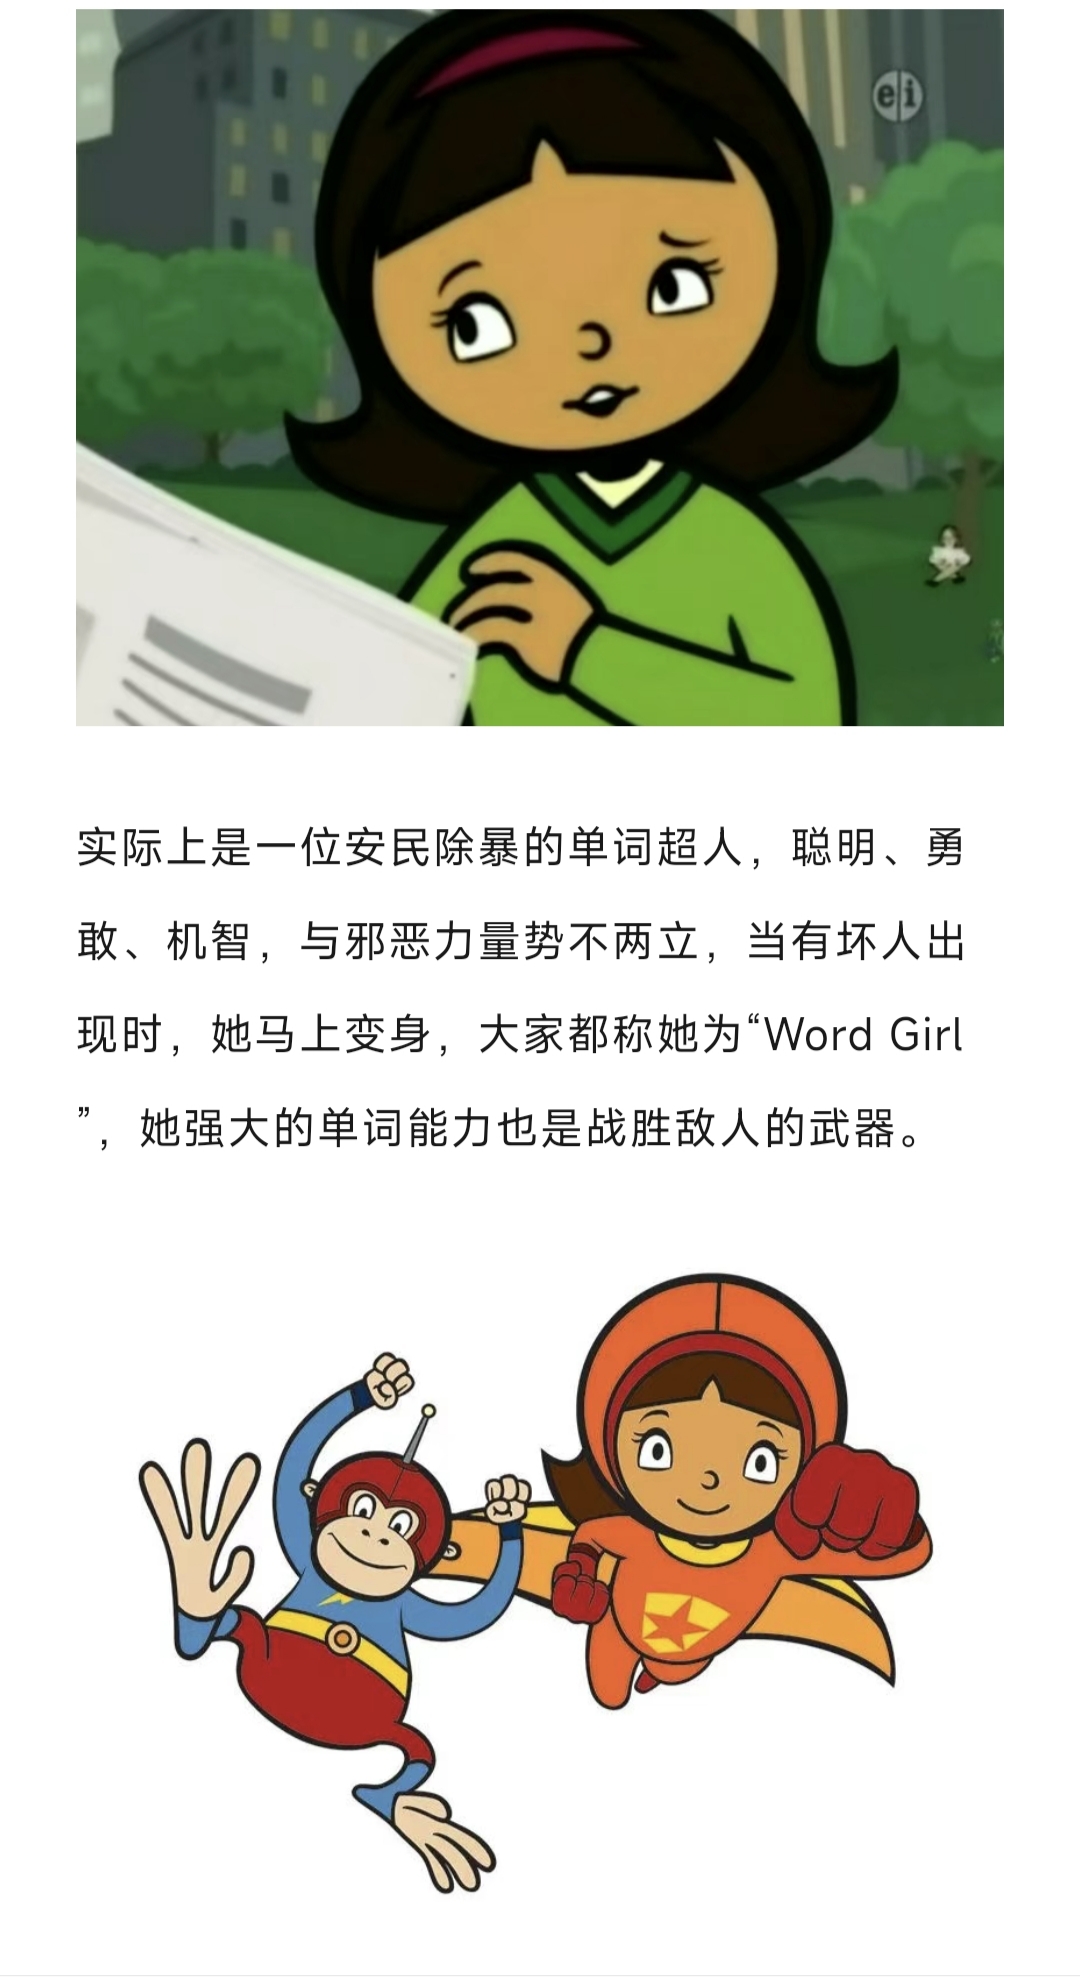 e i
实际上是一位安民除暴的单词超人，聪明、勇
敢、机智，与邪恶力量势不两立，当有坏人出
现时，她马上变身，大家都称她为“Word Girl
”，她强大的单词能力也是战胜敌人的武器。